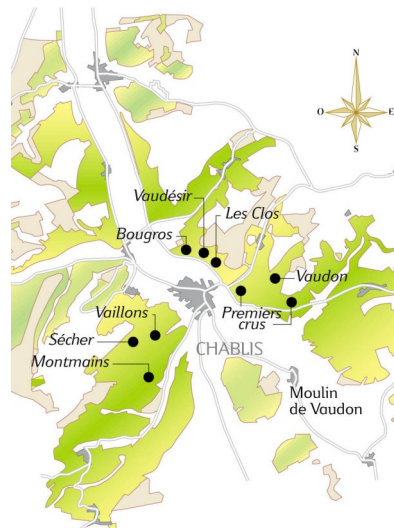 N
O
E
S
Vaudésir
Les Clos
Bougros
Vaudon
Vaillons
Premiers
crus
Sécher
CHABLIS
Montmains
Moulin
de Vaudon